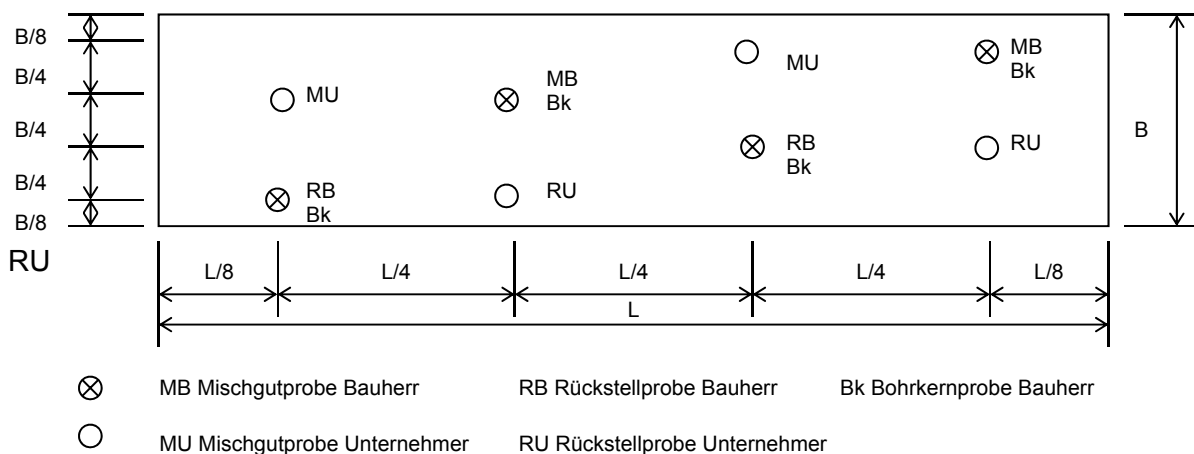 B/8
B/4
B/4
B/4
B/8
RU
MU
MB
Bk
MU
MB
Bk
RB
Bk
RU
RB
Bk
RU
B
L/8
L/4
L/4
L/4
L/8
L
MB Mischgutprobe Bauherr RB Rückstellprobe Bauherr Bk Bohrkernprobe Bauherr
MU Mischgutprobe Unternehmer RU Rückstellprobe Unternehmer